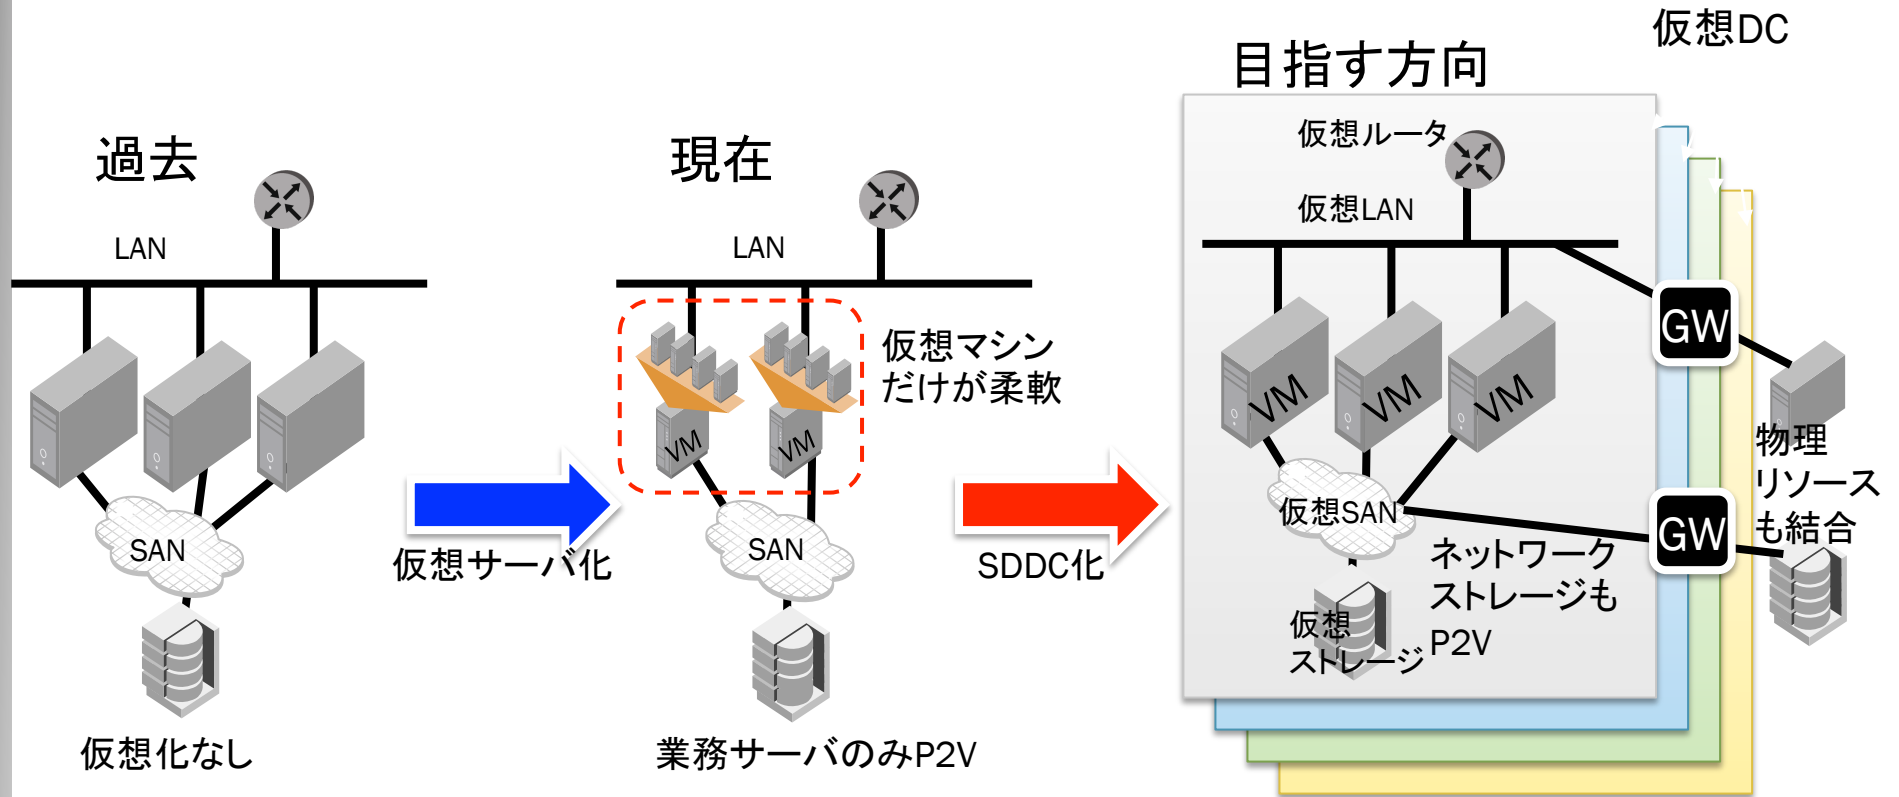 過去
LAN
SAN
仮想化なし
仮想サーバ化
現在
LAN
仮想マシン
だけが柔軟
VM
VM
SAN
業務サーバのみP2V
SDDC化
目指す方向
仮想DC
仮想ルータ
仮想LAN
GW
VM
VM
VM
物理
リソース
も結合
仮想SAN
GW
ネットワーク
ストレージも
P2V
仮想
ストレージ